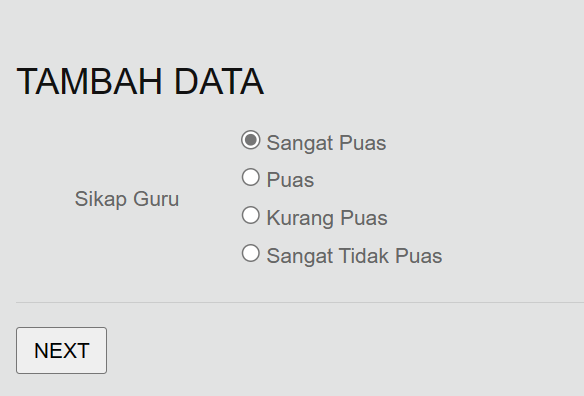 TAMBAH DATA
Sangat Puas
Puas
Sikap Guru
Kurang Puas
Sangat Tidak Puas
NEXT